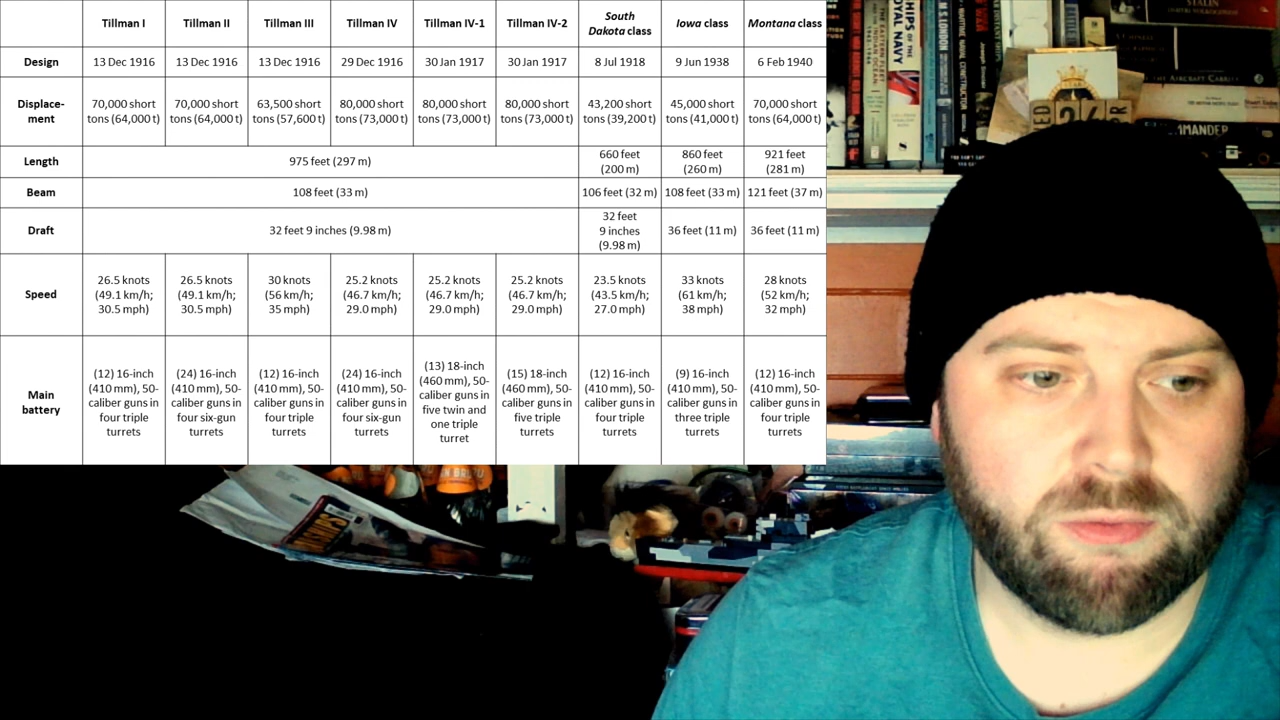 Tillman I
Tillman II
Tillman III
Tillman IV
Tillman IV-1
Tillman IV-2
South
Dakota class
Iowa class
Montana class
Design
13 Dec 1916
13 Dec 1916
13 Dec 1916
29 Dec 1916
30 Jan 1917
30 Jan 1917
8 Jul 1918
9 Jun 1938
6 Feb 1940
Displace-
ment
70,000 short
tons (64,000 t)
70,000 short
tons (64,000 t)
63,500 short
tons (57,600 t)
80,000 short
tons (73,000 t)
80,000 short
tons (73,000 t)
80,000 short
tons (73,000 t)
43,200 short
tons (39,200 t)
45,000 short
tons (41,000 t)
70,000 short
tons (64,000 t)
Length
975 feet (297 m)
660 feet
(200 m)
860 feet
(260 m)
921 feet
(281 m)
Beam
108 feet (33 m)
106 feet (32 m)
108 feet (33 m)
121 feet (37 m)
Draft
32 feet 9 inches (9.98 m)
32 feet
9 inches
(9.98 m)
36 feet (11 m)
36 feet (11 m)
Speed
26.5 knots
(49.1 km/h;
30.5 mph)
26.5 knots
(49.1 km/h;
30.5 mph)
30 knots
(56 km/h;
35 mph)
25.2 knots
(46.7 km/h;
29.0 mph)
25.2 knots
(46.7 km/h;
29.0 mph)
25.2 knots
(46.7 km/h;
29.0 mph)
23.5 knots
(43.5 km/h;
27.0 mph)
33 knots
(61 km/h;
38 mph)
28 knots
(52 km/h;
32 mph)
Main
battery
(12) 16-inch
(410 mm), 50-
caliber guns in
four triple
turrets
(24) 16-inch
(410 mm), 50-
caliber guns in
four six-gun
turrets
(12) 16-inch
(410 mm), 50-
caliber guns in
four triple
turrets
(24) 16-inch
(410 mm), 50-
caliber guns in
four six-gun
turrets
(13) 18-inch
(460 mm), 50-
caliber guns in
five twin and
one triple
turret
(15) 18-inch
(460 mm), 50-
caliber guns in
five triple
turrets
(12) 16-inch
(410 mm), 50-
caliber guns in
four triple
turrets
(9) 16-inch
(410 mm), 50-
caliber guns in
three triple
turrets
(12) 16-inch
(410 mm), 50-
caliber guns in
four triple
turrets
STALIN
THE AIRCRAFT
24